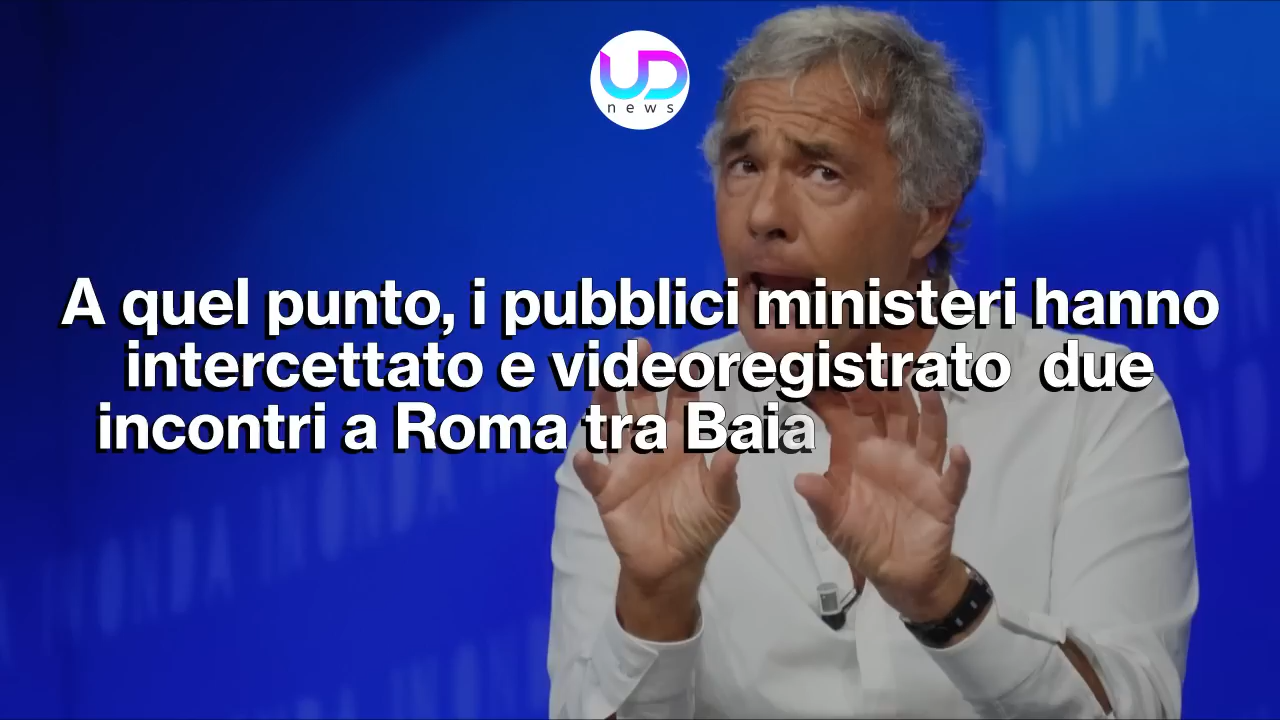 UD
news
A quel punto, i pubblici ministeri hanno
intercettato e videoregistrato due
incontri a Roma tra Baia